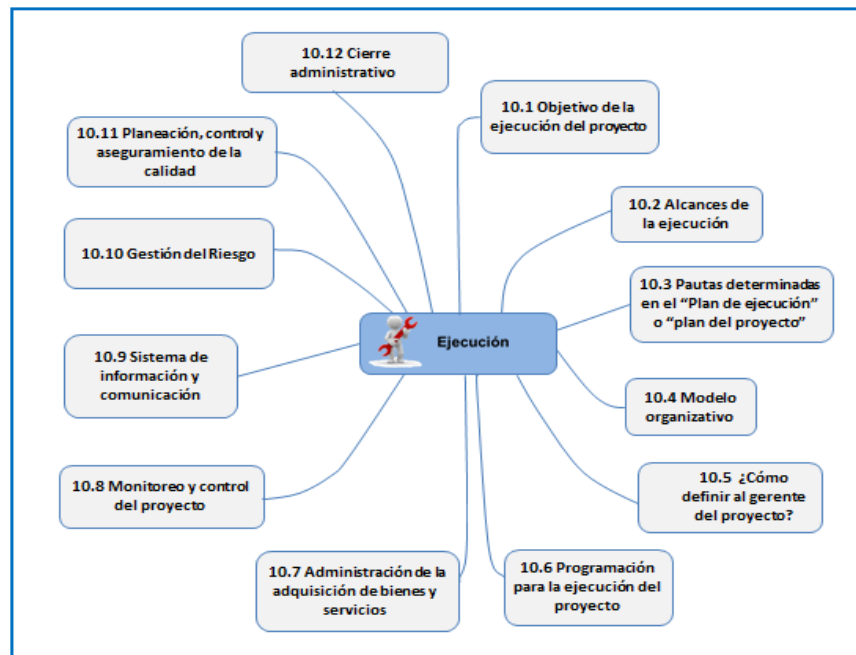 10.12 Cierre
administrativo
10.1 Objetivo de la
ejecución del proyecto
10.11 Planeación, control y
aseguramiento de la
calidad
10.2 Alcances de
la ejecución
10.10 Gestión del Riesgo
10.3 Pautas determinadas
en el “Plan de ejecución”
o “plan del proyecto”
Ejecución
10.9 Sistema de
información y
comunicación
10.4 Modelo
organizativo
10.8 Monitoreo y control
del proyecto
10.5 ¿Cómo
definir al gerente
del proyecto?
10.7 Administración de la
adquisición de bienes y
servicios
10.6 Programación
para la ejecución del
proyecto